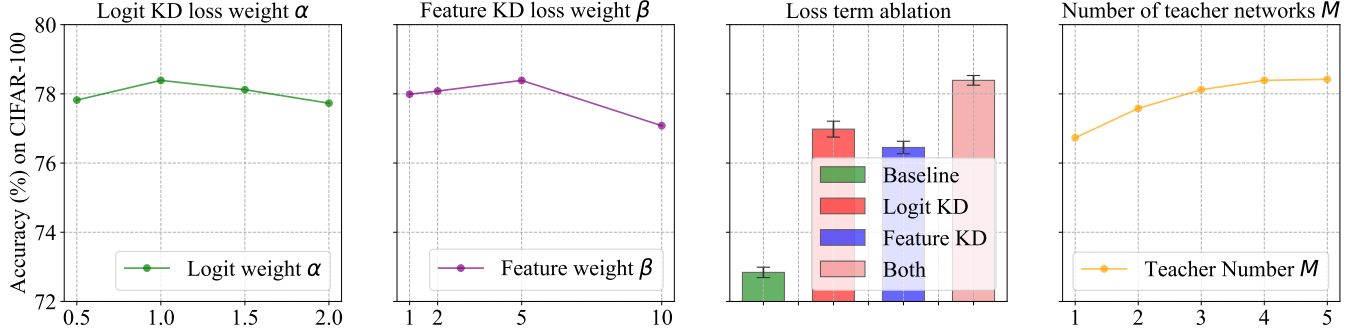 Logit KD loss weight α
Feature KD loss weight β
Loss term ablation
Number of teacher networks M
Accuracy (%) on CIFAR-100
80
78
76
74
72
Logit weight α
0.5 1.0 1.5 2.0
Feature weight β
1 2 5 10
Baseline
Logit KD
Feature KD
Both
Teacher Number M
1 2 3 4 5